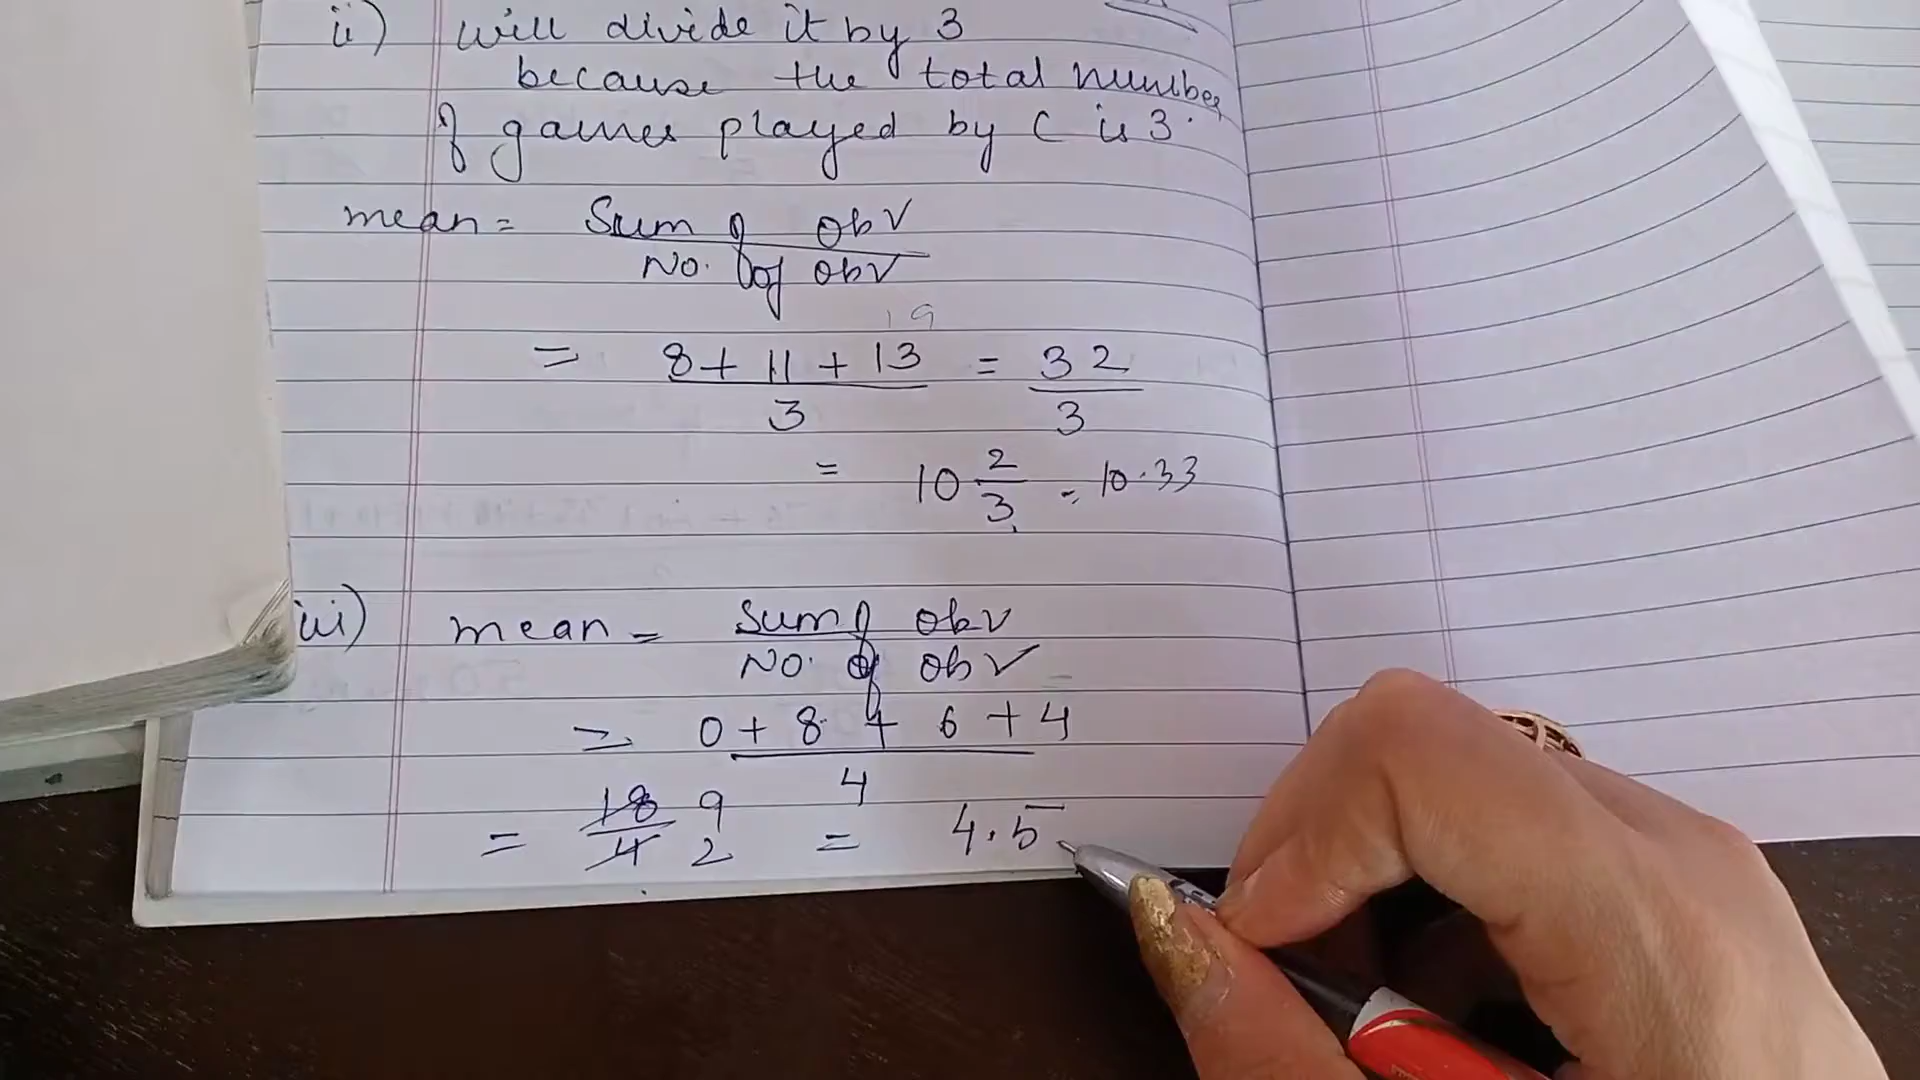 ii) will divide it by 3
because the total number
of games played by C is 3.
mean = Sum of obv
No. of obv
19
= 8 + 11 + 13 = 32
3 3
= 10 2/3 = 10.33
iii) mean = Sum of obv
No. of obv
= 0 + 8 + 6 + 4
4
= 18 9 = 4.5
4 2